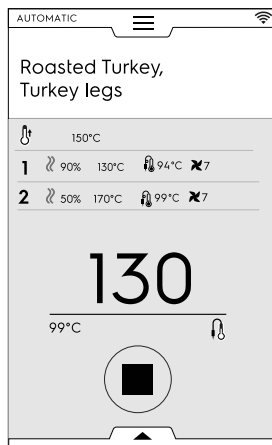 AUTOMATIC
Roasted Turkey,
Turkey legs
150°C
1 90% 130°C 94°C 7
2 50% 170°C 99°C 7
130
99°C